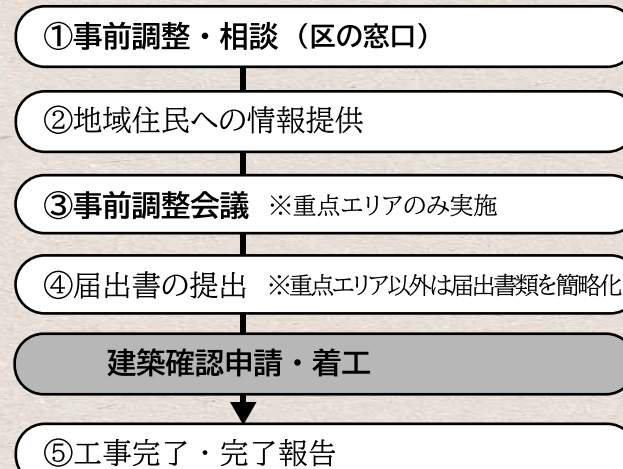 ①事前調整・相談（区の窓口）
②地域住民への情報提供
③事前調整会議 ※重点エリアのみ実施
④届出書の提出 ※重点エリア以外は届出書類を簡略化
建築確認申請・着工
⑤工事完了・完了報告